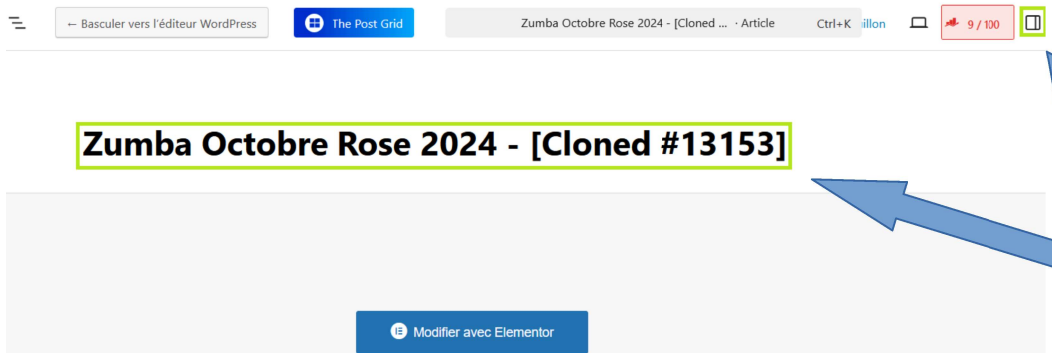 ← Basculer vers l'éditeur WordPress The Post Grid Zumba Octobre Rose 2024 - [Cloned ... · Article Ctrl+K illon 9 / 100
Zumba Octobre Rose 2024 - [Cloned #13153]
Modifier avec Elementor